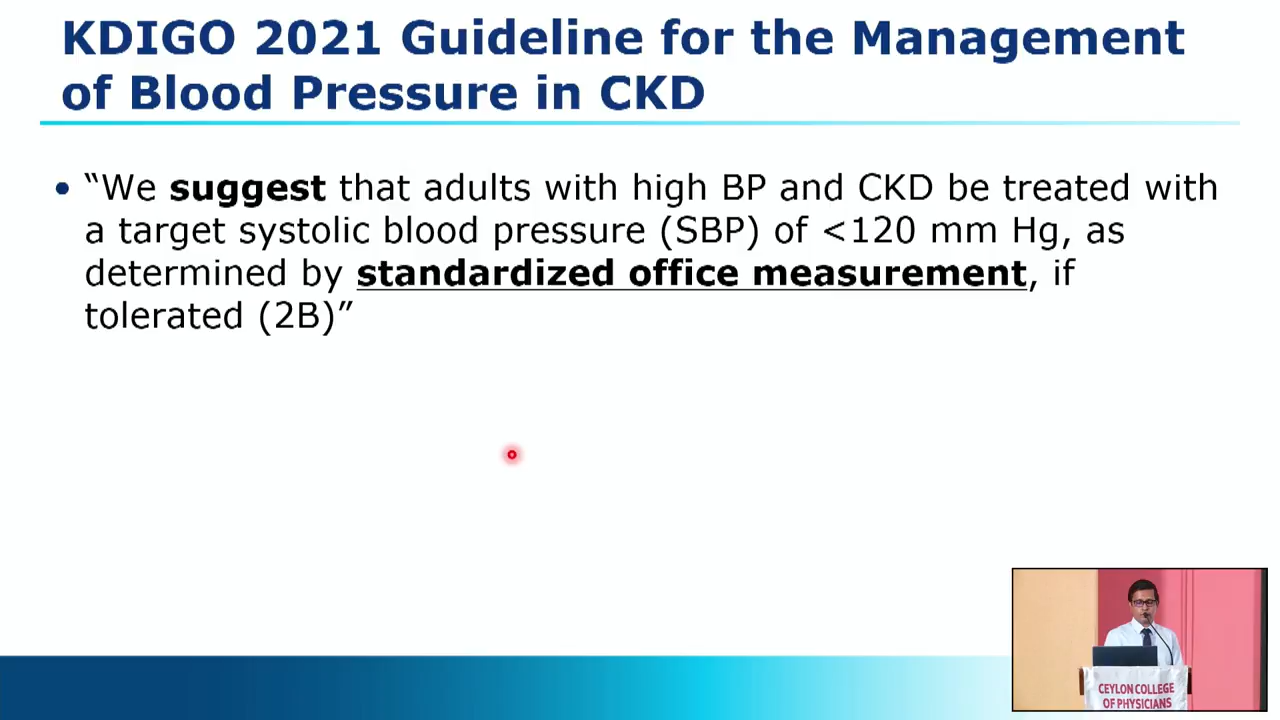 KDIGO 2021 Guideline for the Management
of Blood Pressure in CKD
• “We suggest that adults with high BP and CKD be treated with
a target systolic blood pressure (SBP) of <120 mm Hg, as
determined by standardized office measurement, if
tolerated (2B)”
CEYLON COLLEGE
OF PHYSICIANS